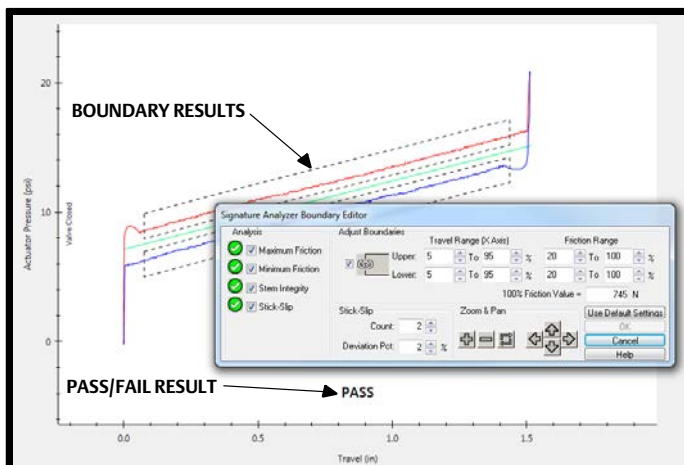 20
BOUNDARY RESULTS
Actuator Pressure (psi)
Valve Closed
10
0
Signature Analyzer Boundary Editor
Analysis
Maximum Friction
Minimum Friction
Stem Integrity
Stick-Slip
Adjust Boundaries
Travel Range (X Axis) Friction Range
Upper: 5 To 95 % 20 To 100 %
Lower: 5 To 95 % 20 To 100 %
100% Friction Value = 745 N
Stick-Slip
Count: 2
Deviation Pct: 2 %
Zoom & Pan
Use Default Settings
OK
Cancel
Help
PASS/FAIL RESULT
PASS
0.0 0.5 1.0 1.5
Travel (in)